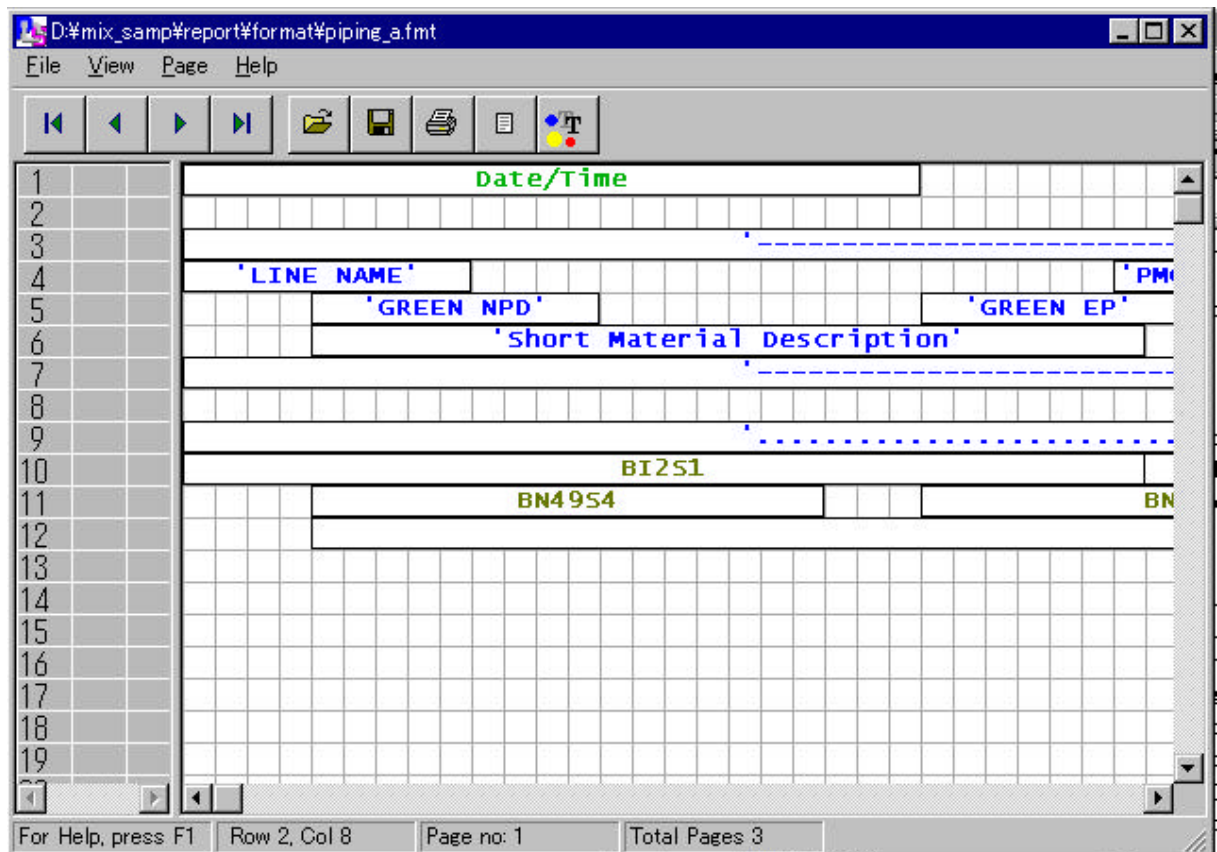 D:¥mix_samp¥report¥format¥piping_a.fmt
File View Page Help
1 Date/Time
2
3 '------------------------
4 'LINE NAME' 'PM
5 'GREEN NPD' 'GREEN EP'
6 'Short Material Description'
7 '------------------------
8
9 '.........................
10 BI2S1
11 BN49S4 BN
12
13
14
15
16
17
18
19
For Help, press F1 Row 2, Col 8 Page no: 1 Total Pages 3